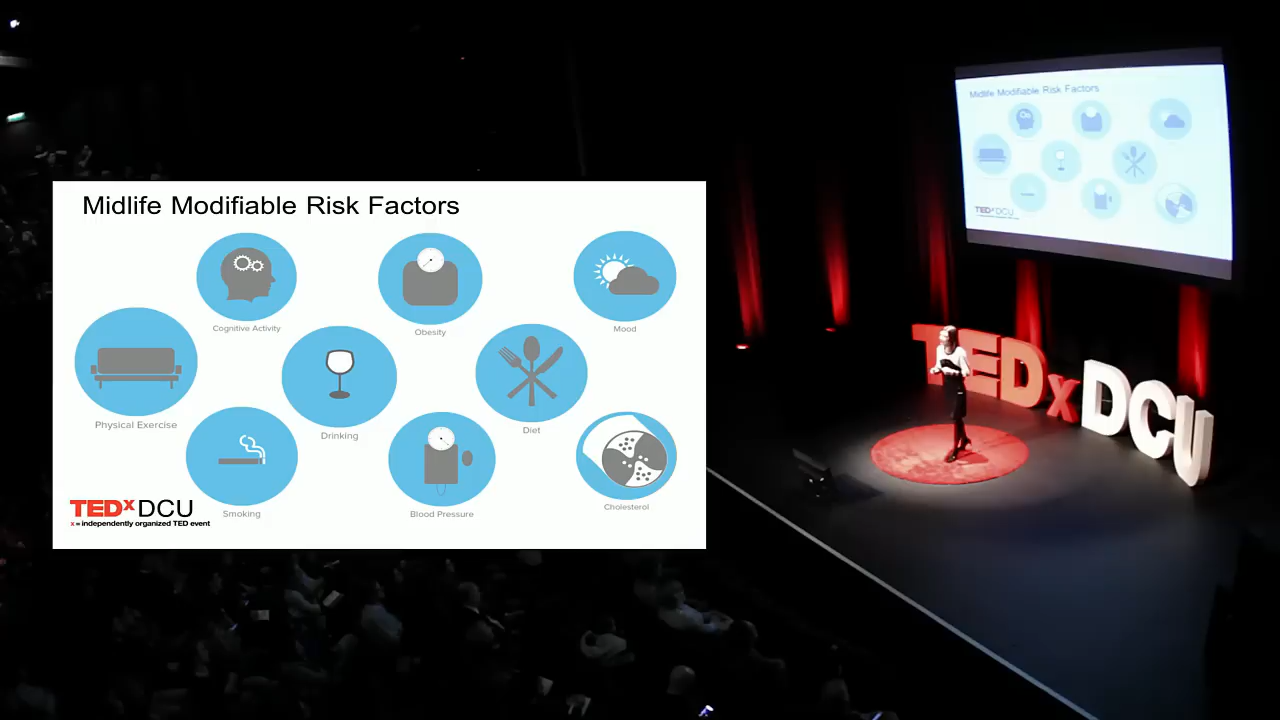 Midlife Modifiable Risk Factors
Cognitive Activity
Obesity
Mood
Physical Exercise
Drinking
Diet
Smoking
Blood Pressure
Cholesterol
TEDxDCU
x = independently organized TED event
Midlife Modifiable Risk Factors
TEDxDCU
TEDxDCU